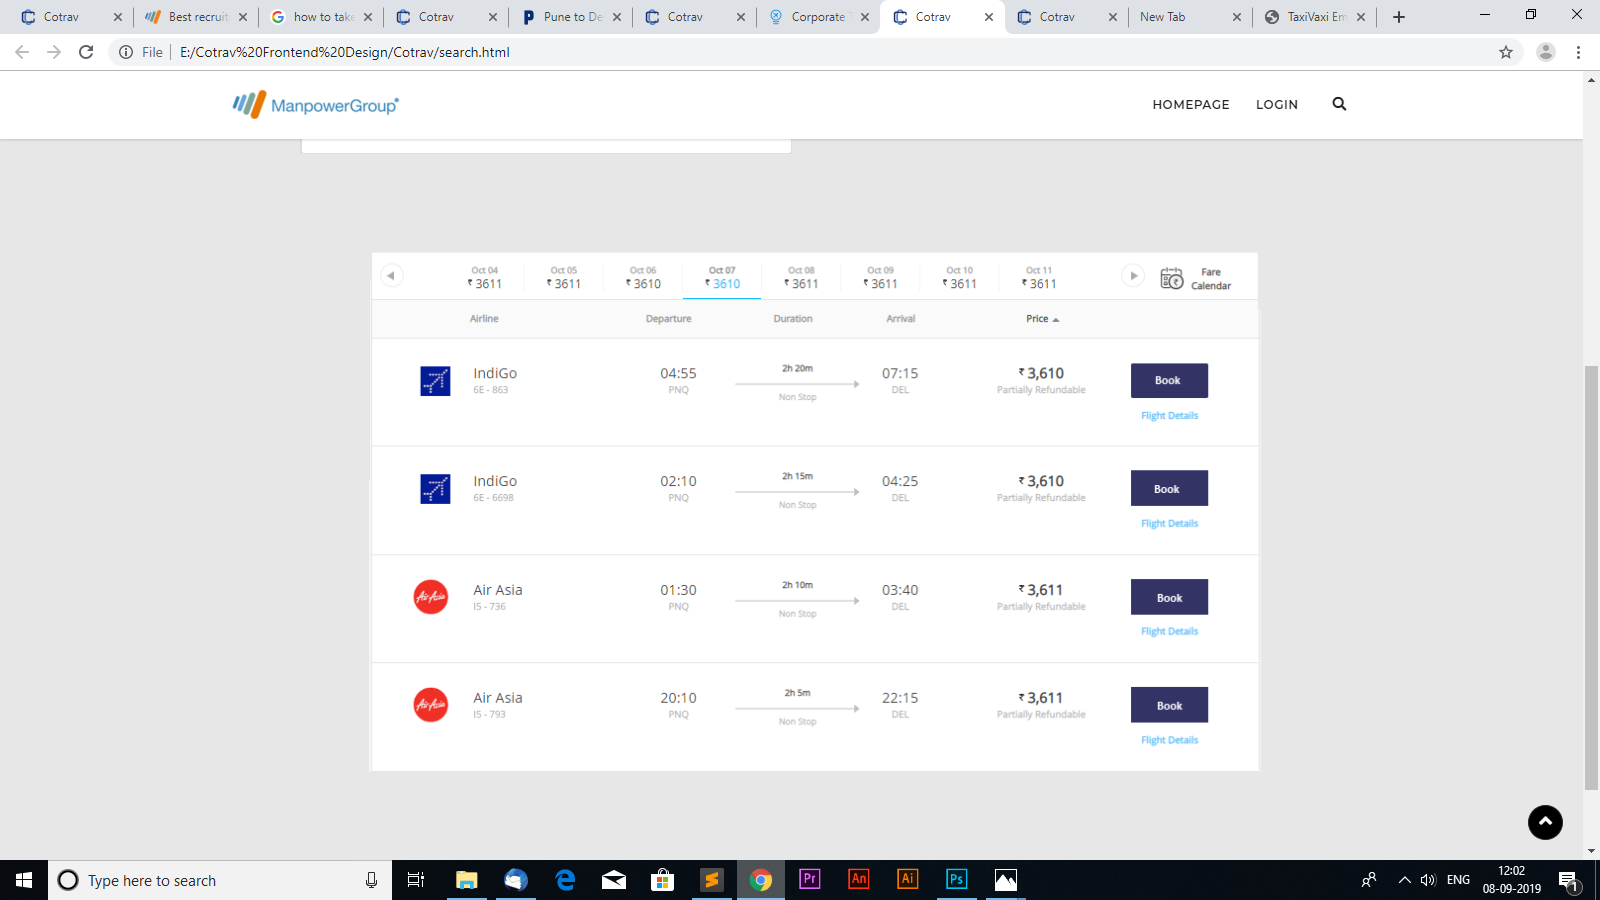 Cotrav
Best recruit
how to take
Cotrav
Pune to De
Cotrav
Corporate T
Cotrav
Cotrav
New Tab
TaxiVaxi Em
File
E:/Cotrav%20Frontend%20Design/Cotrav/search.html
ManpowerGroup
HOMEPAGE
LOGIN
Oct 04 Oct 05 Oct 06 Oct 07 Oct 08 Oct 09 Oct 10 Oct 11 Fare
₹ 3611 ₹ 3611 ₹ 3610 ₹ 3610 ₹ 3611 ₹ 3611 ₹ 3611 ₹ 3611 Calendar
Airline Departure Duration Arrival Price
2h 20m
IndiGo 04:55 07:15 ₹ 3,610 Book
6E - 863 PNQ Non Stop DEL Partially Refundable
Flight Details
2h 15m
IndiGo 02:10 04:25 ₹ 3,610 Book
6E - 6698 PNQ Non Stop DEL Partially Refundable
Flight Details
2h 10m
AirAsia Air Asia 01:30 03:40 ₹ 3,611 Book
I5 - 736 PNQ Non Stop DEL Partially Refundable
Flight Details
2h 5m
AirAsia Air Asia 20:10 22:15 ₹ 3,611 Book
I5 - 793 PNQ Non Stop DEL Partially Refundable
Flight Details
Type here to search
Pr
An
Ai
Ps
ENG
12:02
08-09-2019
1